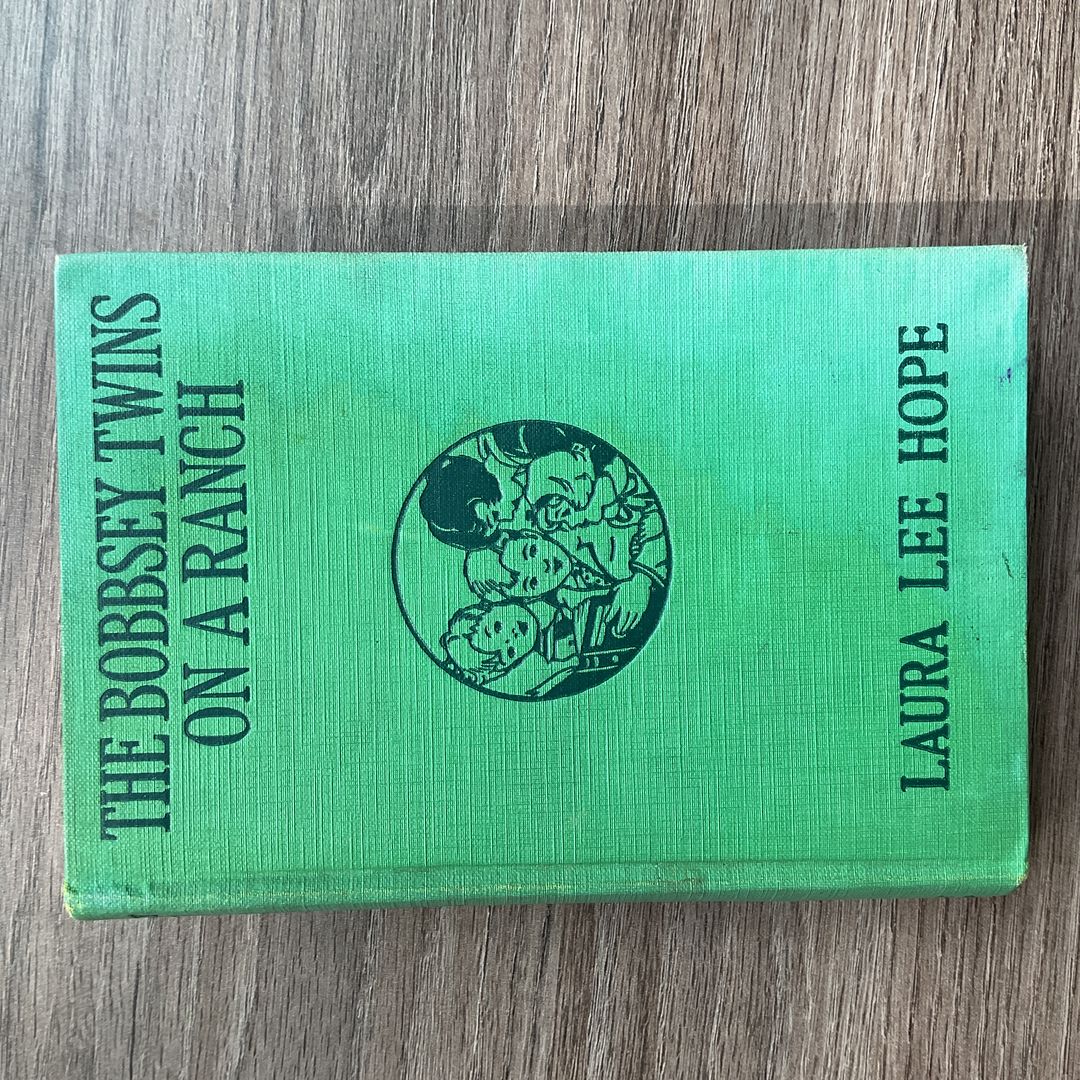 THE BOBBSEY TWINS
ON A RANCH
LAURA LEE HOPE